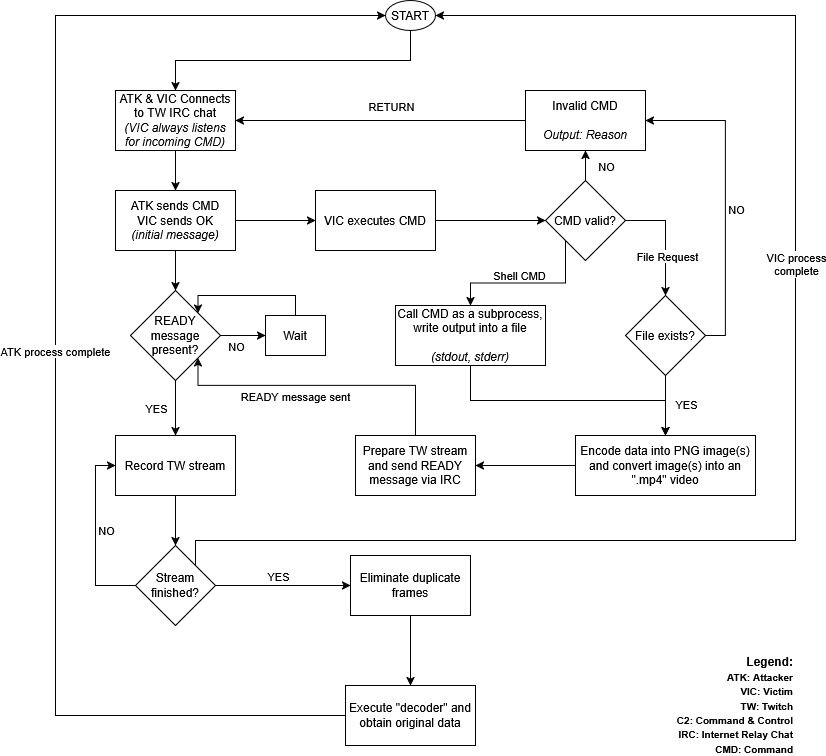 START
ATK & VIC Connects
to TW IRC chat
(VIC always listens
for incoming CMD)
RETURN
Invalid CMD
Output: Reason
NO
NO
ATK sends CMD
VIC sends OK
(initial message)
VIC executes CMD
CMD valid?
File Request
VIC process
complete
Shell CMD
Call CMD as a subprocess,
write output into a file
(stdout, stderr)
File exists?
READY
message
present?
NO
Wait
ATK process complete
READY message sent
YES
YES
Record TW stream
Prepare TW stream
and send READY
message via IRC
Encode data into PNG image(s)
and convert image(s) into an
".mp4" video
NO
Stream
finished?
YES
Eliminate duplicate
frames
Execute "decoder" and
obtain original data
Legend:
ATK: Attacker
VIC: Victim
TW: Twitch
C2: Command & Control
IRC: Internet Relay Chat
CMD: Command